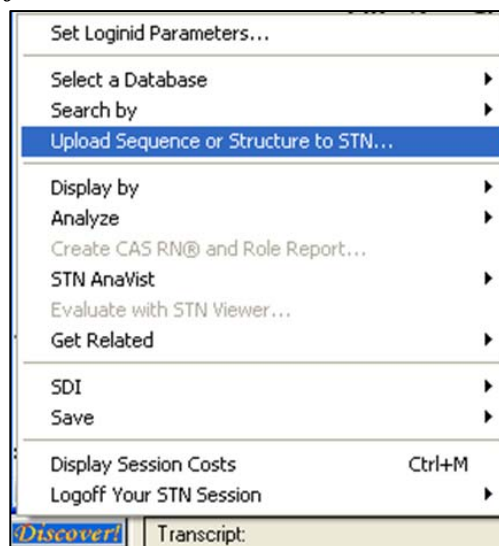 Set Loginid Parameters...
Select a Database
Search by
Upload Sequence or Structure to STN...
Display by
Analyze
Create CAS RN® and Role Report...
STN AnaVist
Evaluate with STN Viewer...
Get Related
SDI
Save
Display Session Costs Ctrl+M
Logoff Your STN Session
Discover! Transcript: